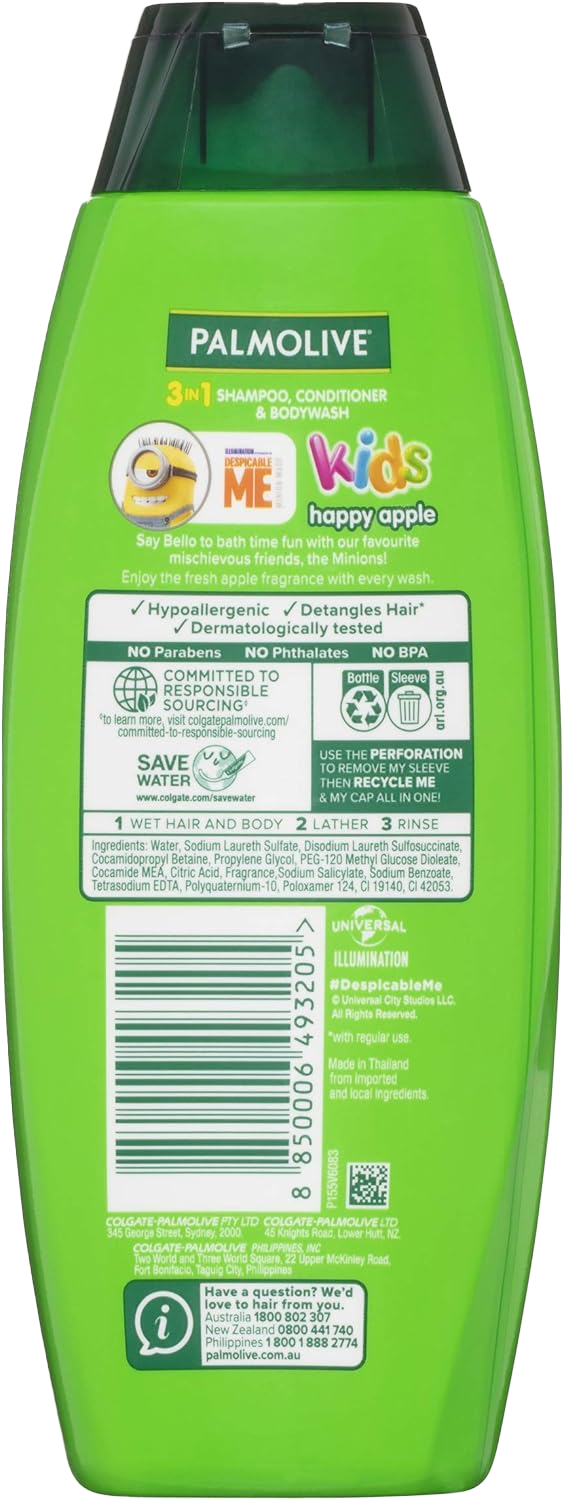 PALMOLIVE®
3 IN 1 SHAMPOO, CONDITIONER
& BODYWASH
ILLUMINATION
DESPICABLE
ME
MINION MADE
kids
happy apple
Say Bello to bath time fun with our favourite
mischievous friends, the Minions!
Enjoy the fresh apple fragrance with every wash.
✓Hypoallergenic ✓Detangles Hair*
✓Dermatologically tested
NO Parabens NO Phthalates NO BPA
COMMITTED TO
RESPONSIBLE
SOURCING◊
◊to learn more, visit colgatepalmolive.com/
committed-to-responsible-sourcing
SAVE
WATER
www.colgate.com/savewater
Bottle Sleeve
arl.org.au
USE THE PERFORATION
TO REMOVE MY SLEEVE
THEN RECYCLE ME
& MY CAP ALL IN ONE!
1 WET HAIR AND BODY 2 LATHER 3 RINSE
Ingredients: Water, Sodium Laureth Sulfate, Disodium Laureth Sulfosuccinate,
Cocamidopropyl Betaine, Propylene Glycol, PEG-120 Methyl Glucose Dioleate,
Cocamide MEA, Citric Acid, Fragrance,Sodium Salicylate, Sodium Benzoate,
Tetrasodium EDTA, Polyquaternium-10, Poloxamer 124, CI 19140, CI 42053.
8 850006 493205 >
UNIVERSAL
ILLUMINATION
#DespicableMe
© Universal City Studios LLC.
All Rights Reserved.
*with regular use.
Made in Thailand
from imported
and local ingredients.
P155V6083
COLGATE-PALMOLIVE PTY LTD COLGATE-PALMOLIVE LTD
345 George Street, Sydney, 2000. 45 Knights Road, Lower Hutt, NZ.
COLGATE-PALMOLIVE PHILIPPINES, INC
Two World and Three World Square, 22 Upper McKinley Road,
Fort Bonifacio, Taguig City, Philippines
Have a question? We'd
love to hair from you.
Australia 1800 802 307
New Zealand 0800 441 740
Philippines 1 800 1 888 2774
palmolive.com.au